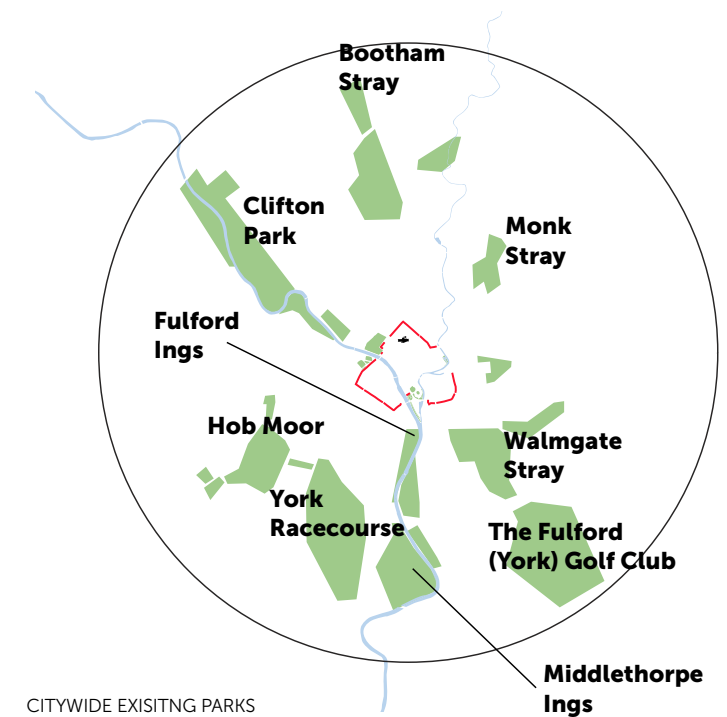 Bootham
Stray
Clifton
Park
Monk
Stray
Fulford
Ings
Hob Moor
Walmgate
Stray
York
Racecourse
The Fulford
(York) Golf Club
Middlethorpe
Ings
CITYWIDE EXISITNG PARKS